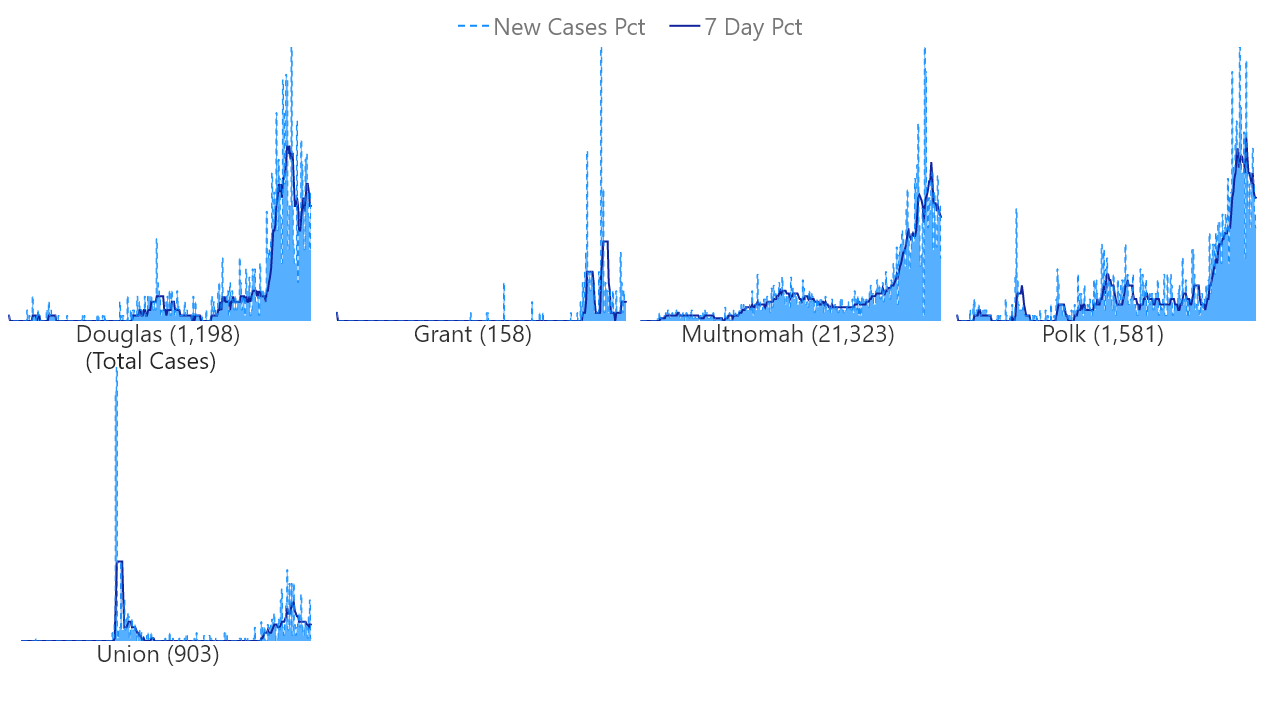 New Cases Pct 7 Day Pct
Douglas (1,198)
(Total Cases)
Grant (158)
Multnomah (21,323)
Polk (1,581)
Union (903)